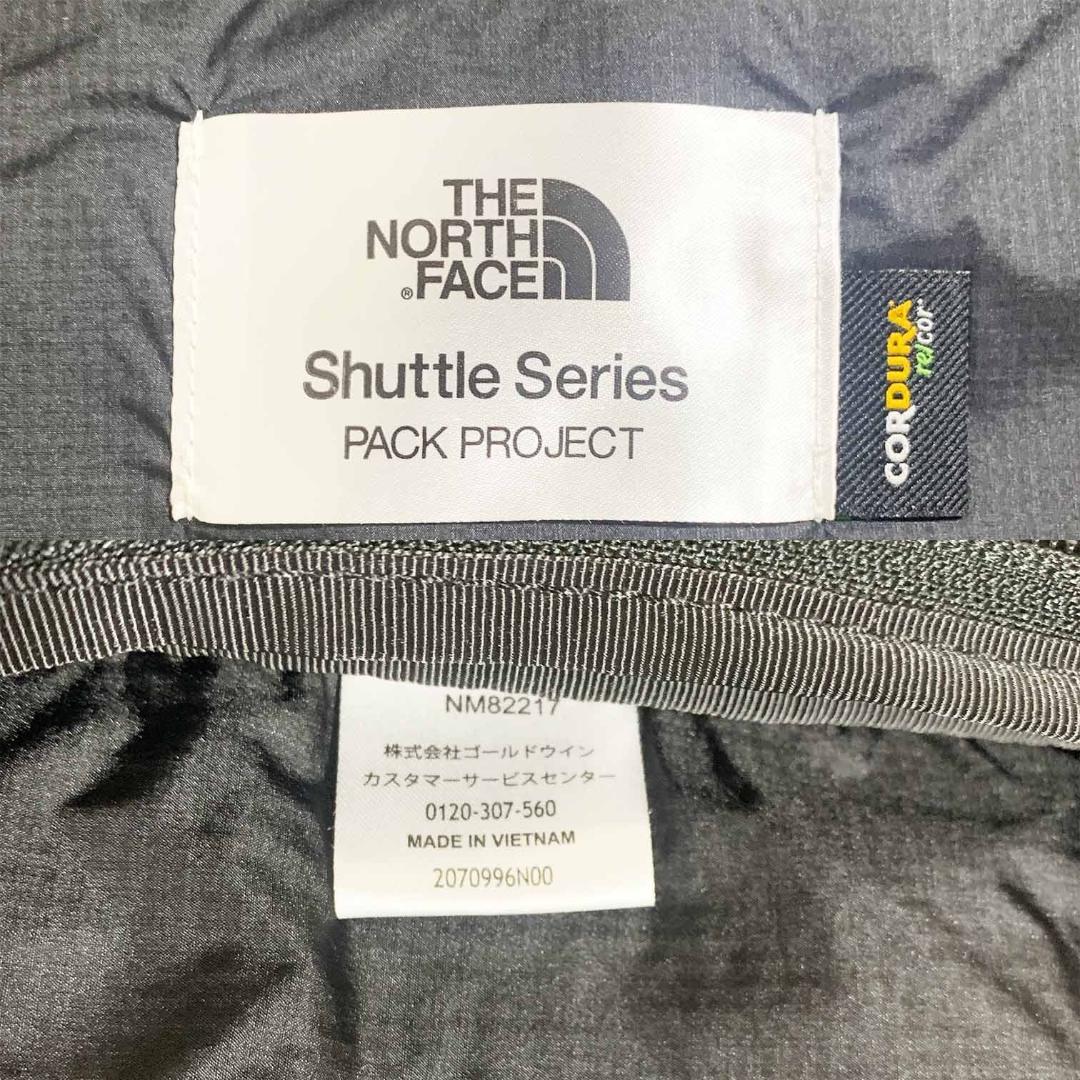 THE
NORTH
®FACE
Shuttle Series
PACK PROJECT
CORDURA®
re/cor™
NM82217
株式会社ゴールドウイン
カスタマーサービスセンター
0120-307-560
MADE IN VIETNAM
2070996N00